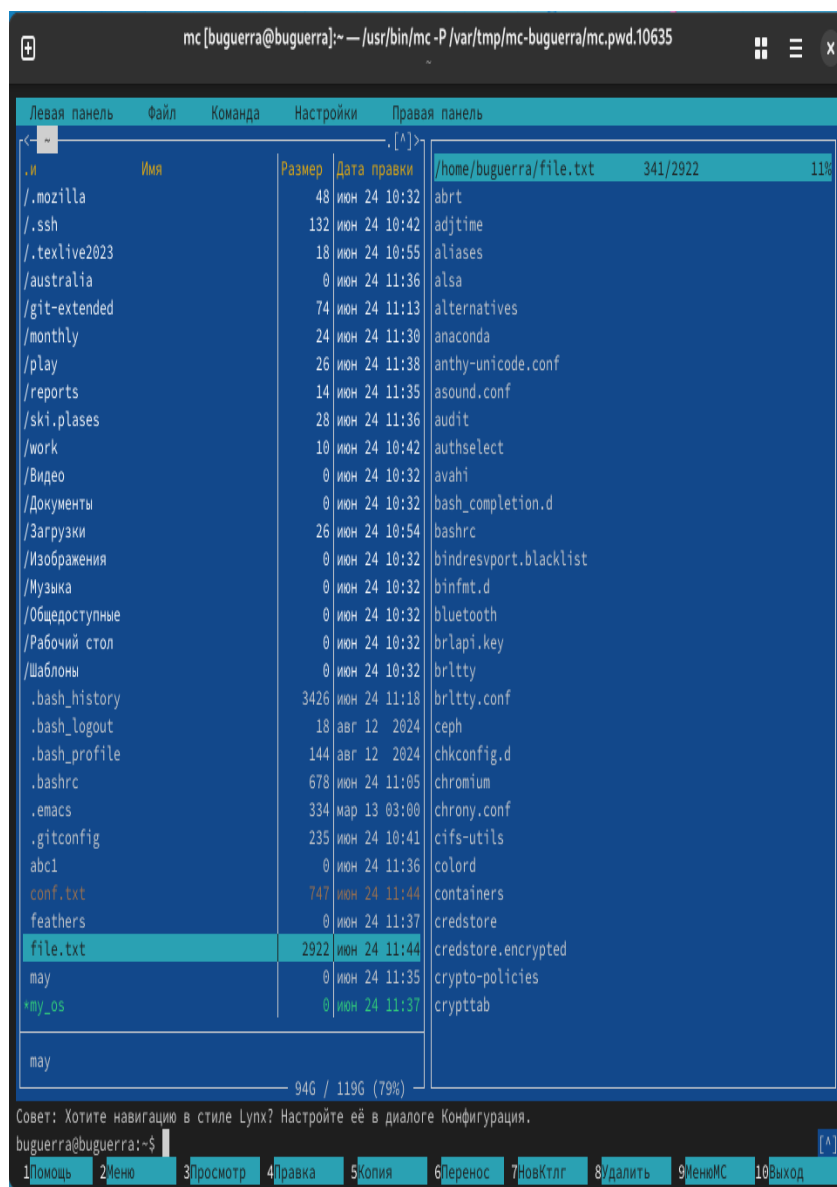 mc [buguerra@buguerra]:~ — /usr/bin/mc -P /var/tmp/mc-buguerra/mc.pwd.10635
~
Левая панель Файл Команда Настройки Правая панель
<─ ~ .[^]>
.и Имя Размер Дата правки
/.mozilla 48 июн 24 10:32
/.ssh 132 июн 24 10:42
/.texlive2023 18 июн 24 10:55
/australia 0 июн 24 11:36
/git-extended 74 июн 24 11:13
/monthly 24 июн 24 11:30
/play 26 июн 24 11:38
/reports 14 июн 24 11:35
/ski.plases 28 июн 24 11:36
/work 10 июн 24 10:42
/Видео 0 июн 24 10:32
/Документы 0 июн 24 10:32
/Загрузки 26 июн 24 10:54
/Изображения 0 июн 24 10:32
/Музыка 0 июн 24 10:32
/Общедоступные 0 июн 24 10:32
/Рабочий стол 0 июн 24 10:32
/Шаблоны 0 июн 24 10:32
.bash_history 3426 июн 24 11:18
.bash_logout 18 авг 12 2024
.bash_profile 144 авг 12 2024
.bashrc 678 июн 24 11:05
.emacs 334 мар 13 03:00
.gitconfig 235 июн 24 10:41
abc1 0 июн 24 11:36
conf.txt 747 июн 24 11:44
feathers 0 июн 24 11:37
file.txt 2922 июн 24 11:44
may 0 июн 24 11:35
*my_os 0 июн 24 11:37
may
94G / 119G (79%)
/home/buguerra/file.txt 341/2922 11%
abrt
adjtime
aliases
alsa
alternatives
anaconda
anthy-unicode.conf
asound.conf
audit
authselect
avahi
bash_completion.d
bashrc
bindresvport.blacklist
binfmt.d
bluetooth
brlapi.key
brltty
brltty.conf
ceph
chkconfig.d
chromium
chrony.conf
cifs-utils
colord
containers
credstore
credstore.encrypted
crypto-policies
crypttab
Совет: Хотите навигацию в стиле Lynx? Настройте её в диалоге Конфигурация.
buguerra@buguerra:~$ [^]
1Помощь 2Меню 3Просмотр 4Правка 5Копия 6Перенос 7НовКтлг 8Удалить 9МенюMC 10Выход